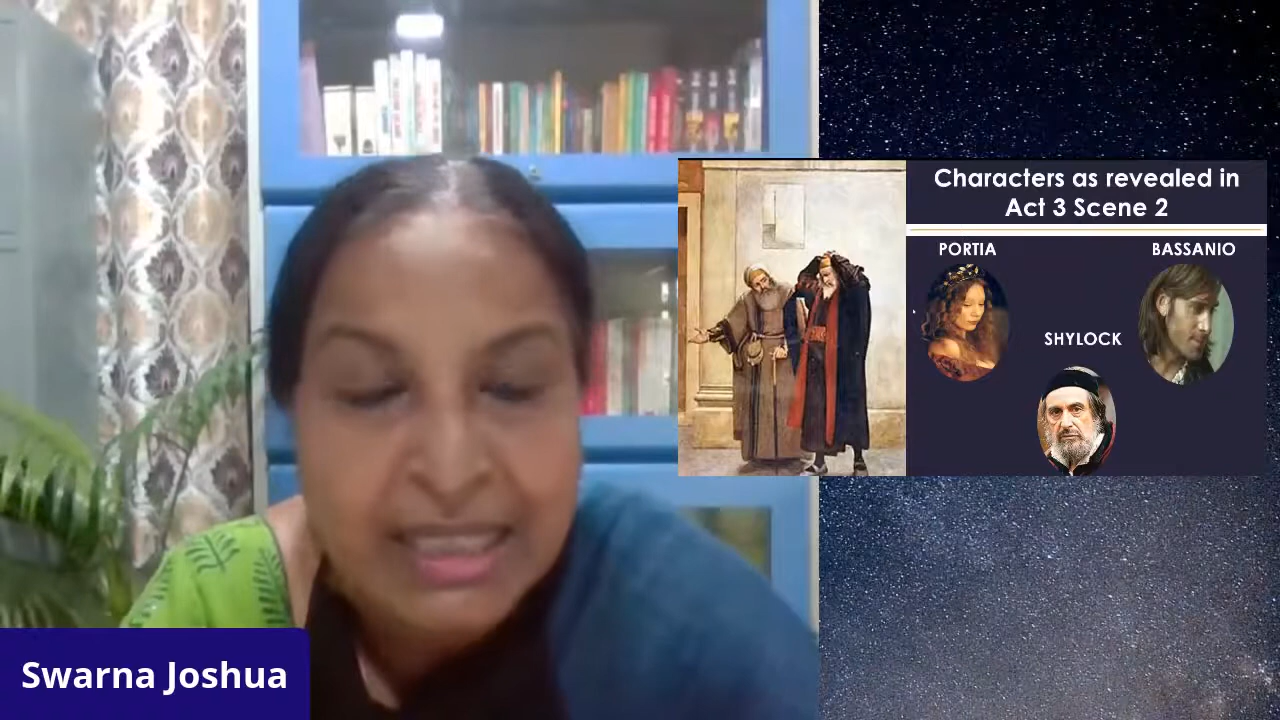 Characters as revealed in
Act 3 Scene 2
PORTIA
BASSANIO
SHYLOCK
Swarna Joshua